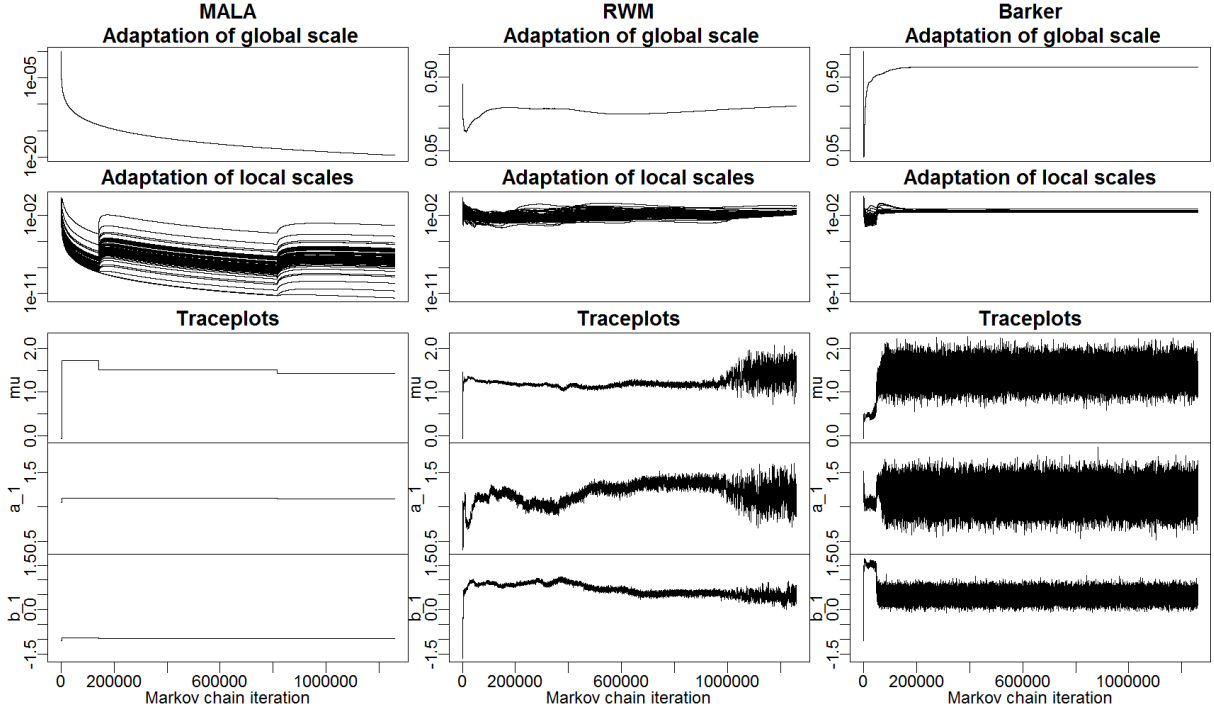 MALA
Adaptation of global scale
1e-05
1e-20
Adaptation of local scales
1e-02
1e-11
Traceplots
2.0
1.0
0.0
mu
1.5
0.5
a_1
1.5
0.0
-1.5
b_1
0 200000 600000 1000000
Markov chain iteration
RWM
Adaptation of global scale
0.50
0.05
Adaptation of local scales
1e-02
1e-11
Traceplots
2.0
1.0
0.0
mu
1.5
0.5
a_1
1.5
0.0
-1.5
b_1
0 200000 600000 1000000
Markov chain iteration
Barker
Adaptation of global scale
0.50
0.05
Adaptation of local scales
1e-02
1e-11
Traceplots
2.0
1.0
0.0
mu
1.5
0.5
a_1
1.5
0.0
-1.5
b_1
0 200000 600000 1000000
Markov chain iteration